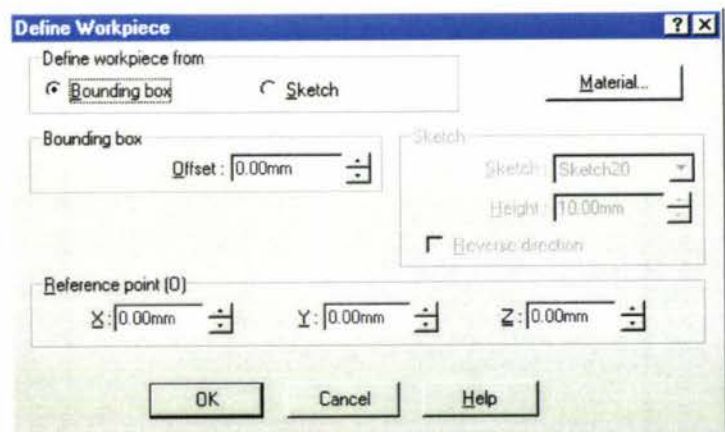 Define Workpiece
Define workpiece from
Bounding box
Sketch
Material...
Bounding box
Offset : 0.00mm
Sketch
Sketch : Sketch20
Height : 10.00mm
Reverse direction
Reference point (0)
X : 0.00mm
Y : 0.00mm
Z : 0.00mm
OK
Cancel
Help